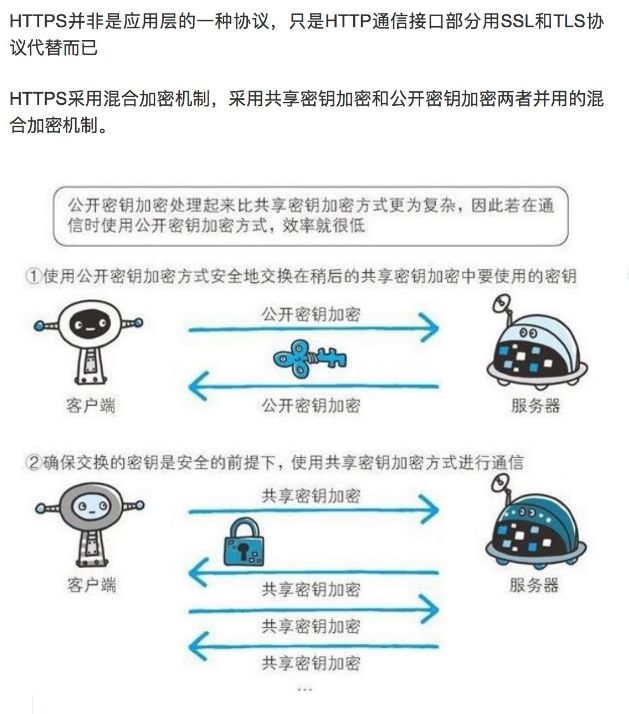 HTTPS并非是应用层的一种协议，只是HTTP通信接口部分用SSL和TLS协
议代替而已
HTTPS采用混合加密机制，采用共享密钥加密和公开密钥加密两者并用的混
合加密机制。
公开密钥加密处理起来比共享密钥加密方式更为复杂，因此若在通
信时使用公开密钥加密方式，效率就很低
①使用公开密钥加密方式安全地交换在稍后的共享密钥加密中要使用的密钥
公开密钥加密
客户端
公开密钥加密
服务器
②确保交换的密钥是安全的前提下，使用共享密钥加密方式进行通信
共享密钥加密
客户端
共享密钥加密
服务器
共享密钥加密
共享密钥加密
…